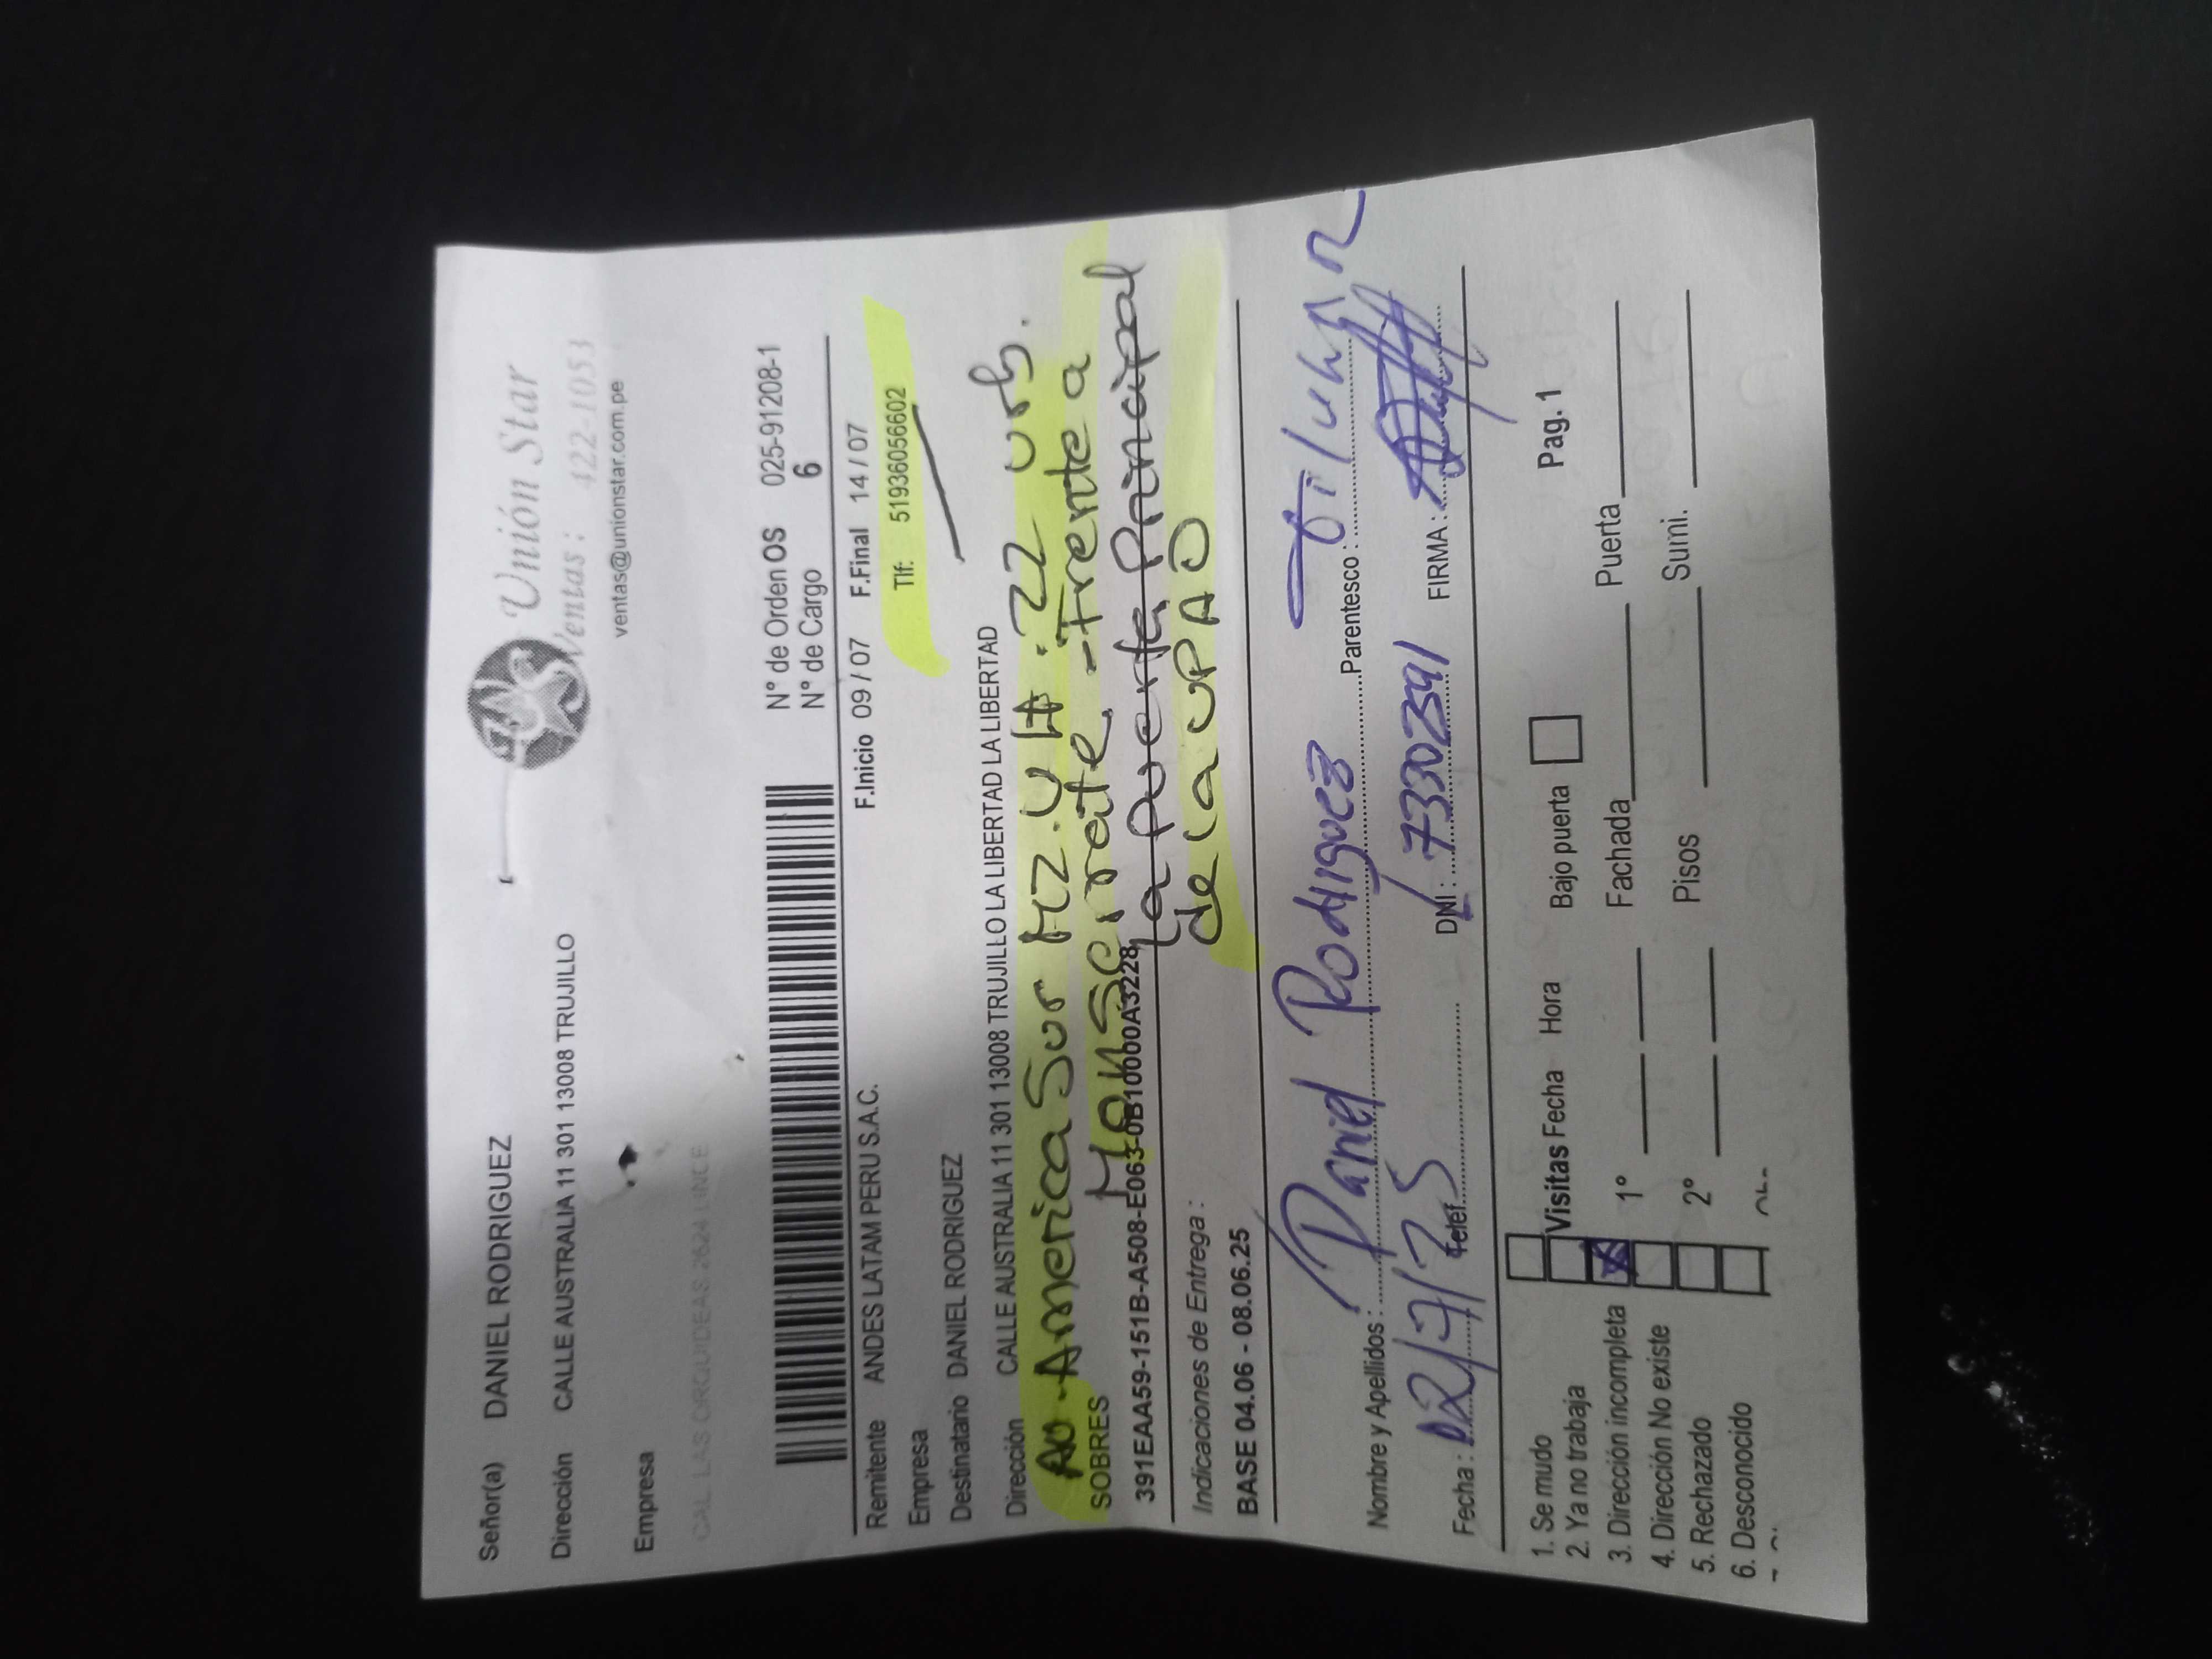 Señor(a) DANIEL RODRIGUEZ
Unión Star
Dirección CALLE AUSTRALIA 11 301 13008 TRUJILLO
Ventas : 422-1053
ventas@unionstar.com.pe
Empresa
CAL. LAS ORQUIDEAS 2624 LINCE
N° de Orden OS 025-91208-1
N° de Cargo 6
F.Inicio 09 / 07 F.Final 14 / 07
Remitente ANDES LATAM PERU S.A.C.
Tlf: 51936056602
Empresa
Destinatario DANIEL RODRIGUEZ
Dirección CALLE AUSTRALIA 11 301 13008 TRUJILLO LA LIBERTAD LA LIBERTAD
Av. America Sur Mz. U lt. 22 urb.
SOBRES
Monserrate - Frente a
391EAA59-151B-A508-E063-0B10000A3228
la Puerta Principal
de la UPAO
Indicaciones de Entrega :
BASE 04.06 - 08.06.25
Nombre y Apellidos : Daniel Rodriguez Parentesco : Titular
Fecha : 12/7/25 Telef. DNI : 73302391 FIRMA :
1. Se mudo
2. Ya no trabaja Visitas Fecha Hora Bajo puerta Pag. 1
3. Dirección incompleta 1° Fachada Puerta
4. Dirección No existe
5. Rechazado 2° Pisos Sumi.
6. Desconocido